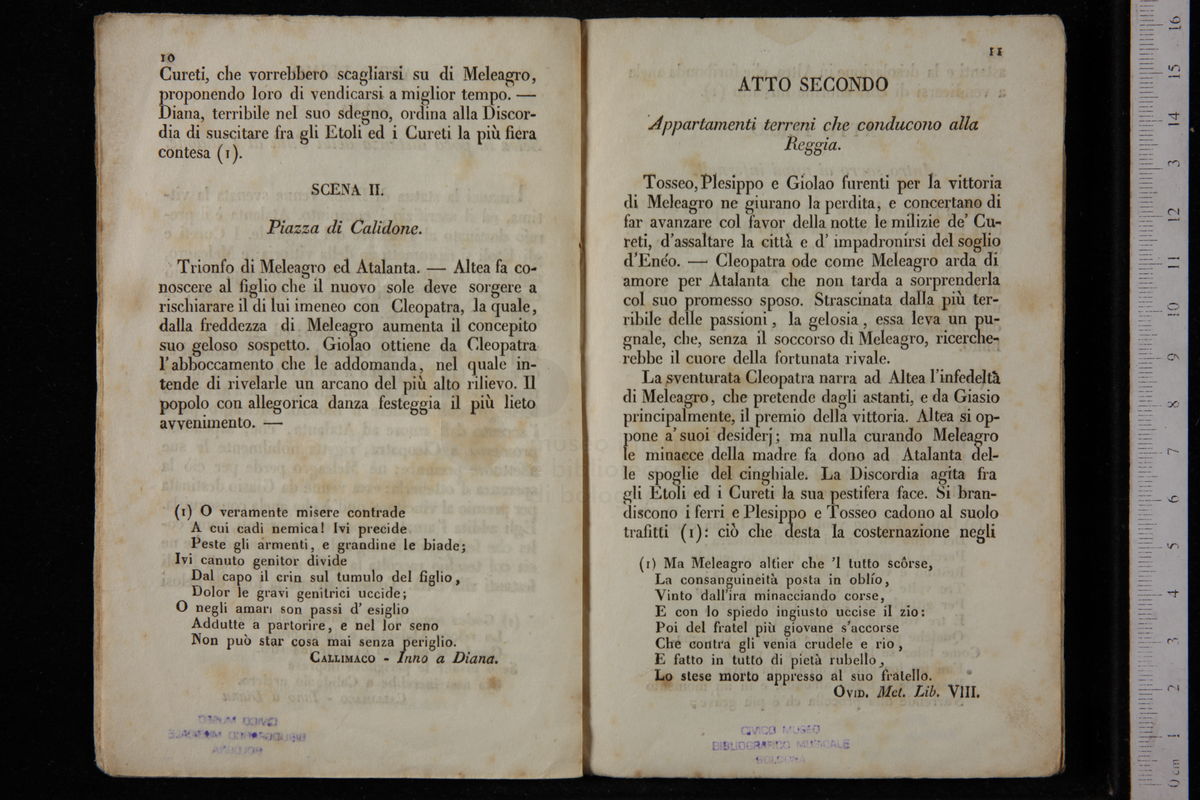 10
Cureti, che vorrebbero scagliarsi su di Meleagro,
proponendo loro di vendicarsi a miglior tempo. —
Diana, terribile nel suo sdegno, ordina alla Discor-
dia di suscitare fra gli Etoli ed i Cureti la più fiera
contesa (1).
SCENA II.
Piazza di Calidone.
Trionfo di Meleagro ed Atalanta. — Altea fa co-
noscere al figlio che il nuovo sole deve sorgere a
rischiarare il di lui imeneo con Cleopatra, la quale,
dalla freddezza di Meleagro aumenta il concepito
suo geloso sospetto. Giolao ottiene da Cleopatra
l'abboccamento che le addomanda, nel quale in-
tende di rivelarle un arcano del più alto rilievo. Il
popolo con allegorica danza festeggia il più lieto
avvenimento. —
(1) O veramente misere contrade
A cui cadi nemica! Ivi precide
Peste gli armenti, e grandine le biade;
Ivi canuto genitor divide
Dal capo il crin sul tumulo del figlio,
Dolor le gravi genitrici uccide;
O negli amari son passi d' esiglio
Addutte a partorire, e nel lor seno
Non può star cosa mai senza periglio.
CALLIMACO - Inno a Diana.
11
ATTO SECONDO
Appartamenti terreni che conducono alla
Reggia.
Tosseo, Plesippo e Giolao furenti per la vittoria
di Meleagro ne giurano la perdita, e concertano di
far avanzare col favor della notte le milizie de' Cu-
reti, d'assaltare la città e d' impadronirsi del soglio
d'Enéo. — Cleopatra ode come Meleagro arda di
amore per Atalanta che non tarda a sorprenderla
col suo promesso sposo. Strascinata dalla più ter-
ribile delle passioni, la gelosia, essa leva un pu-
gnale, che, senza il soccorso di Meleagro, ricerche-
rebbe il cuore della fortunata rivale.
La sventurata Cleopatra narra ad Altea l'infedeltà
di Meleagro, che pretende dagli astanti, e da Giasio
principalmente, il premio della vittoria. Altea si op-
pone a' suoi desiderj; ma nulla curando Meleagro
le minacce della madre fa dono ad Atalanta del-
le spoglie del cinghiale. La Discordia agita fra
gli Etoli ed i Cureti la sua pestifera face. Si bran-
discono i ferri e Plesippo e Tosseo cadono al suolo
trafitti (1): ciò che desta la costernazione negli
(1) Ma Meleagro altier che 'l tutto scôrse,
La consanguineità posta in oblío,
Vinto dall'ira minacciando corse,
E con lo spiedo ingiusto uccise il zio:
Poi del fratel più giovane s'accorse
Che contra gli venia crudele e rio,
E fatto in tutto di pietà rubello,
Lo stese morto appresso al suo fratello.
OVID. Met. Lib. VIII.
CIVICO MUSEO
BIBLIOGRAFICO MUSICALE
BOLOGNA